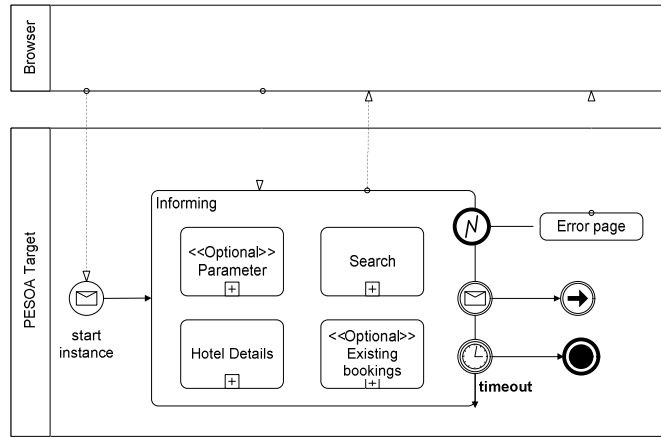 Browser
PESOA Target
start
instance
Informing
<<Optional>>
Parameter
Search
Hotel Details
<<Optional>>
Existing
bookings
Error page
timeout